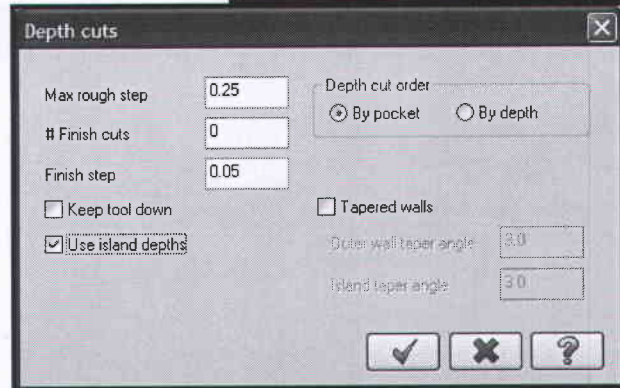 Depth cuts
Max rough step 0.25
# Finish cuts 0
Finish step 0.05
Keep tool down
Use island depths
Depth cut order
By pocket By depth
Tapered walls
Outer wall taper angle 3.0
Island taper angle 3.0